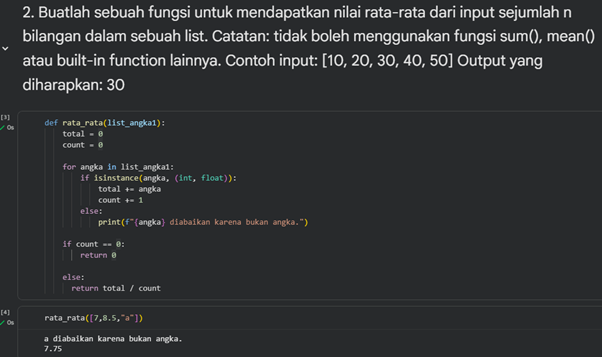 2. Buatlah sebuah fungsi untuk mendapatkan nilai rata-rata dari input sejumlah n
bilangan dalam sebuah list. Catatan: tidak boleh menggunakan fungsi sum(), mean()
atau built-in function lainnya. Contoh input: [10, 20, 30, 40, 50] Output yang
diharapkan: 30
[3]
0s
def rata_rata(list_angka1):
    total = 0
    count = 0

    for angka in list_angka1:
        if isinstance(angka, (int, float)):
            total += angka
            count += 1
        else:
            print(f"{angka} diabaikan karena bukan angka.")

    if count == 0:
        return 0

    else:
      return total / count
[4]
0s
rata_rata([7,8.5,"a"])
a diabaikan karena bukan angka.
7.75